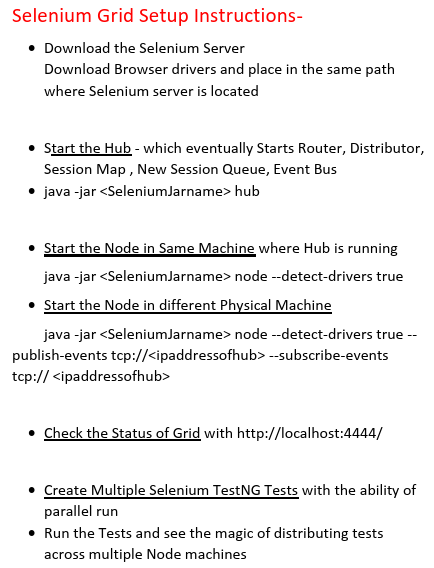 Selenium Grid Setup Instructions-
• Download the Selenium Server
Download Browser drivers and place in the same path
where Selenium server is located
• Start the Hub - which eventually Starts Router, Distributor,
Session Map , New Session Queue, Event Bus
• java -jar <SeleniumJarname> hub
• Start the Node in Same Machine where Hub is running
java -jar <SeleniumJarname> node --detect-drivers true
• Start the Node in different Physical Machine
java -jar <SeleniumJarname> node --detect-drivers true --
publish-events tcp://<ipaddressofhub> --subscribe-events
tcp:// <ipaddressofhub>
• Check the Status of Grid with http://localhost:4444/
• Create Multiple Selenium TestNG Tests with the ability of
parallel run
• Run the Tests and see the magic of distributing tests
across multiple Node machines